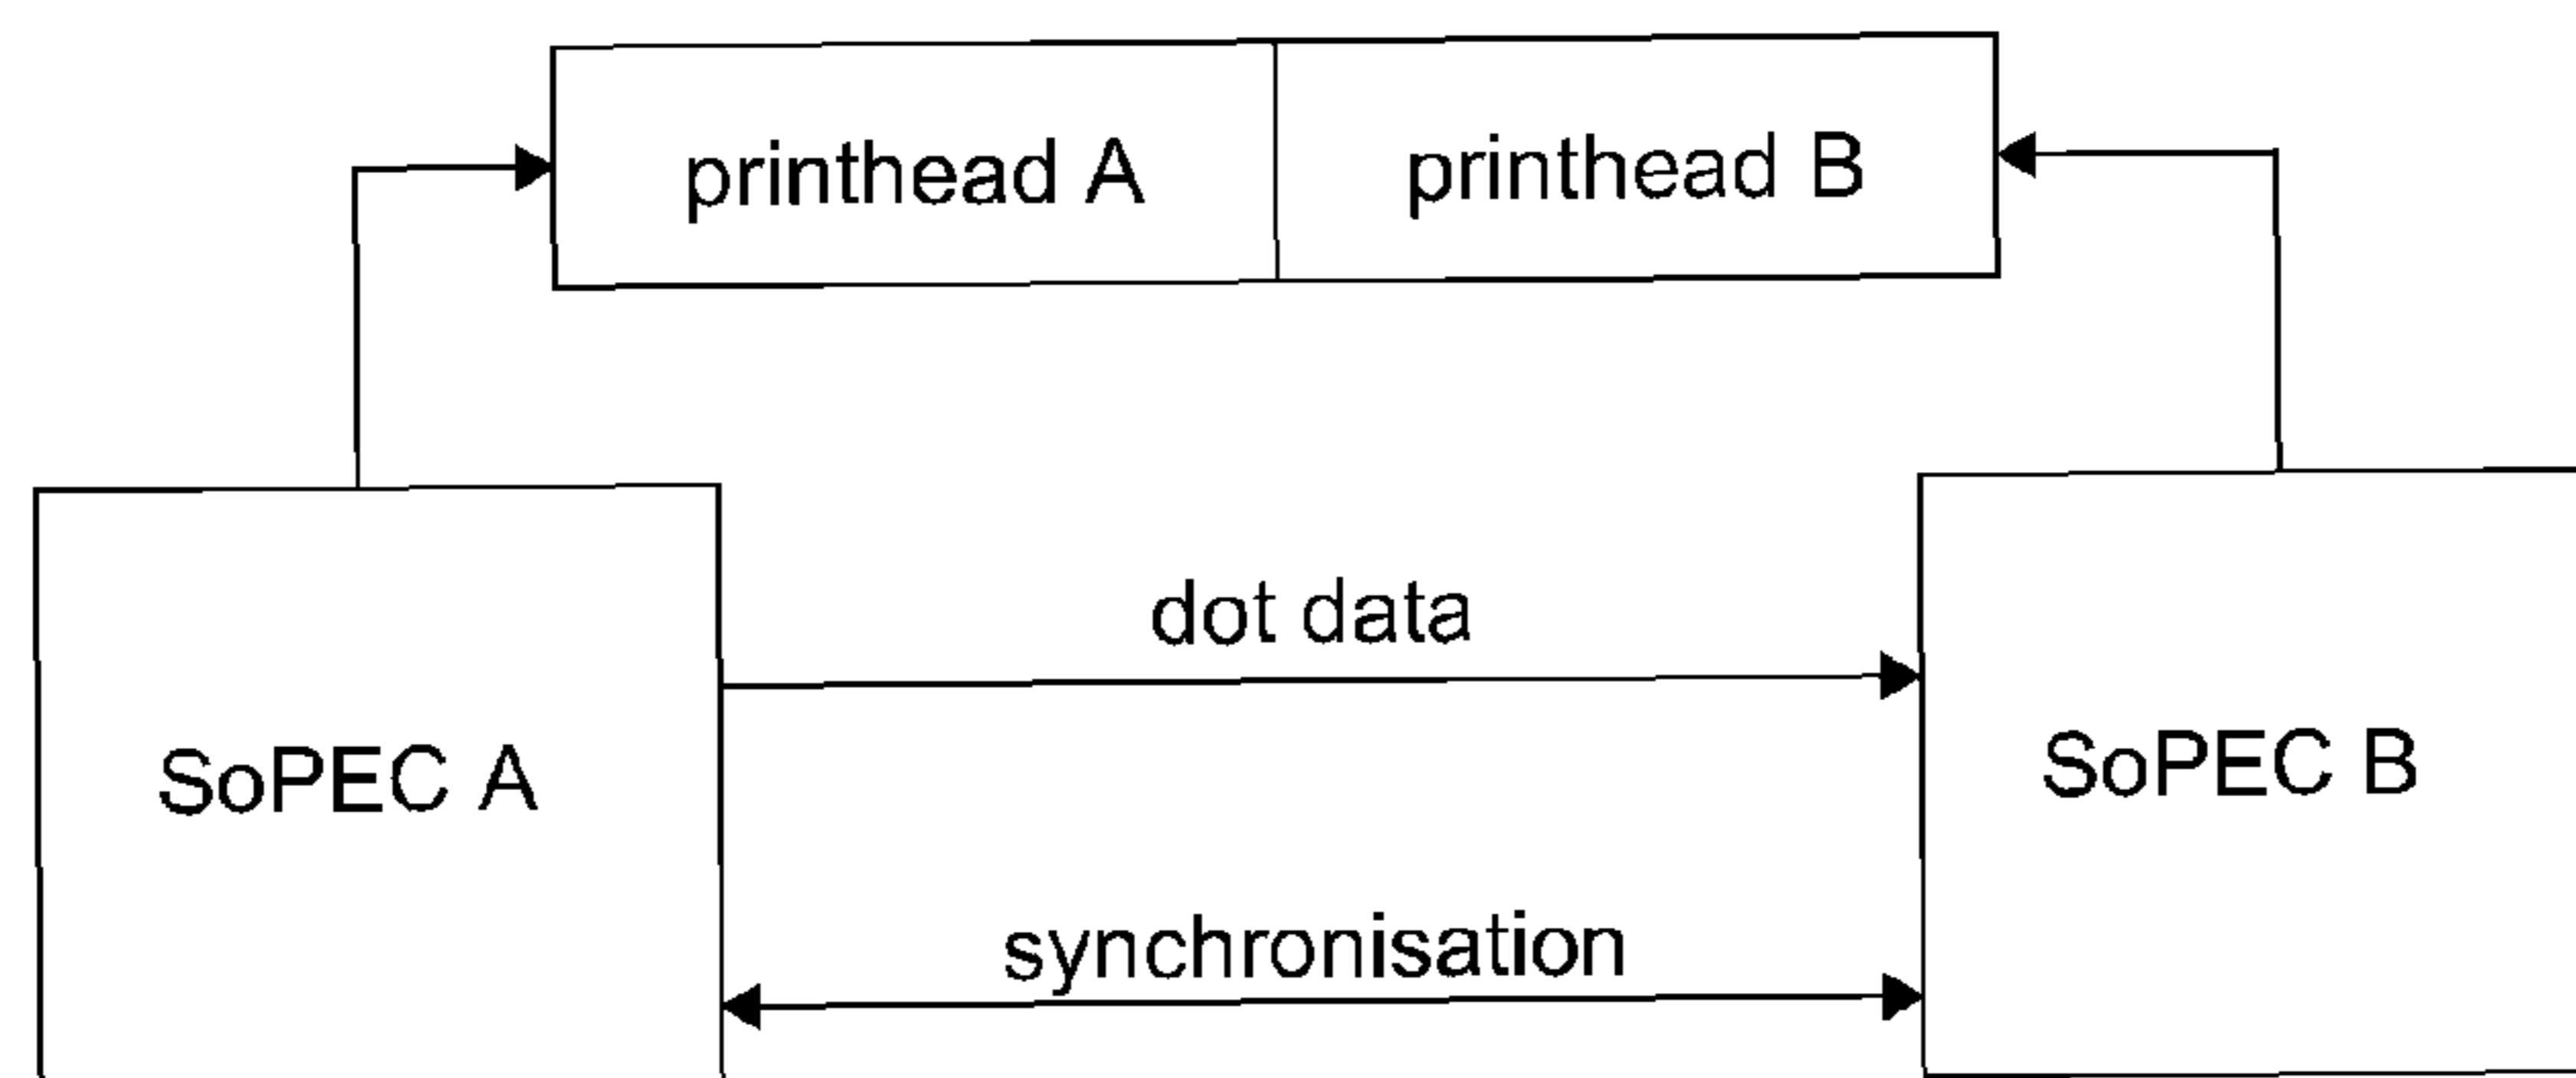 printhead A
printhead B
dot data
SoPEC A
SoPEC B
synchronisation